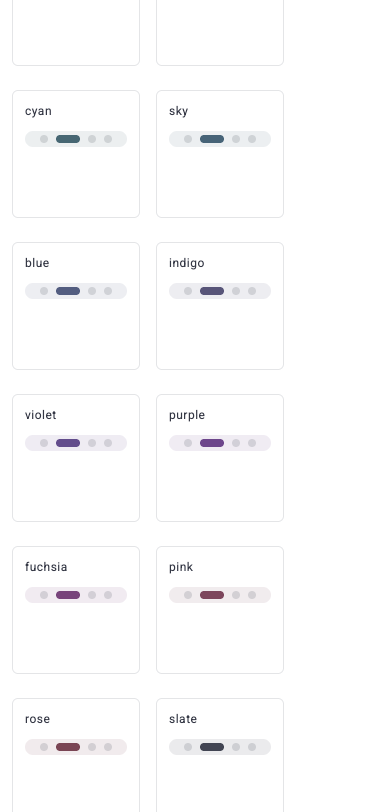 cyan
sky
blue
indigo
violet
purple
fuchsia
pink
rose
slate